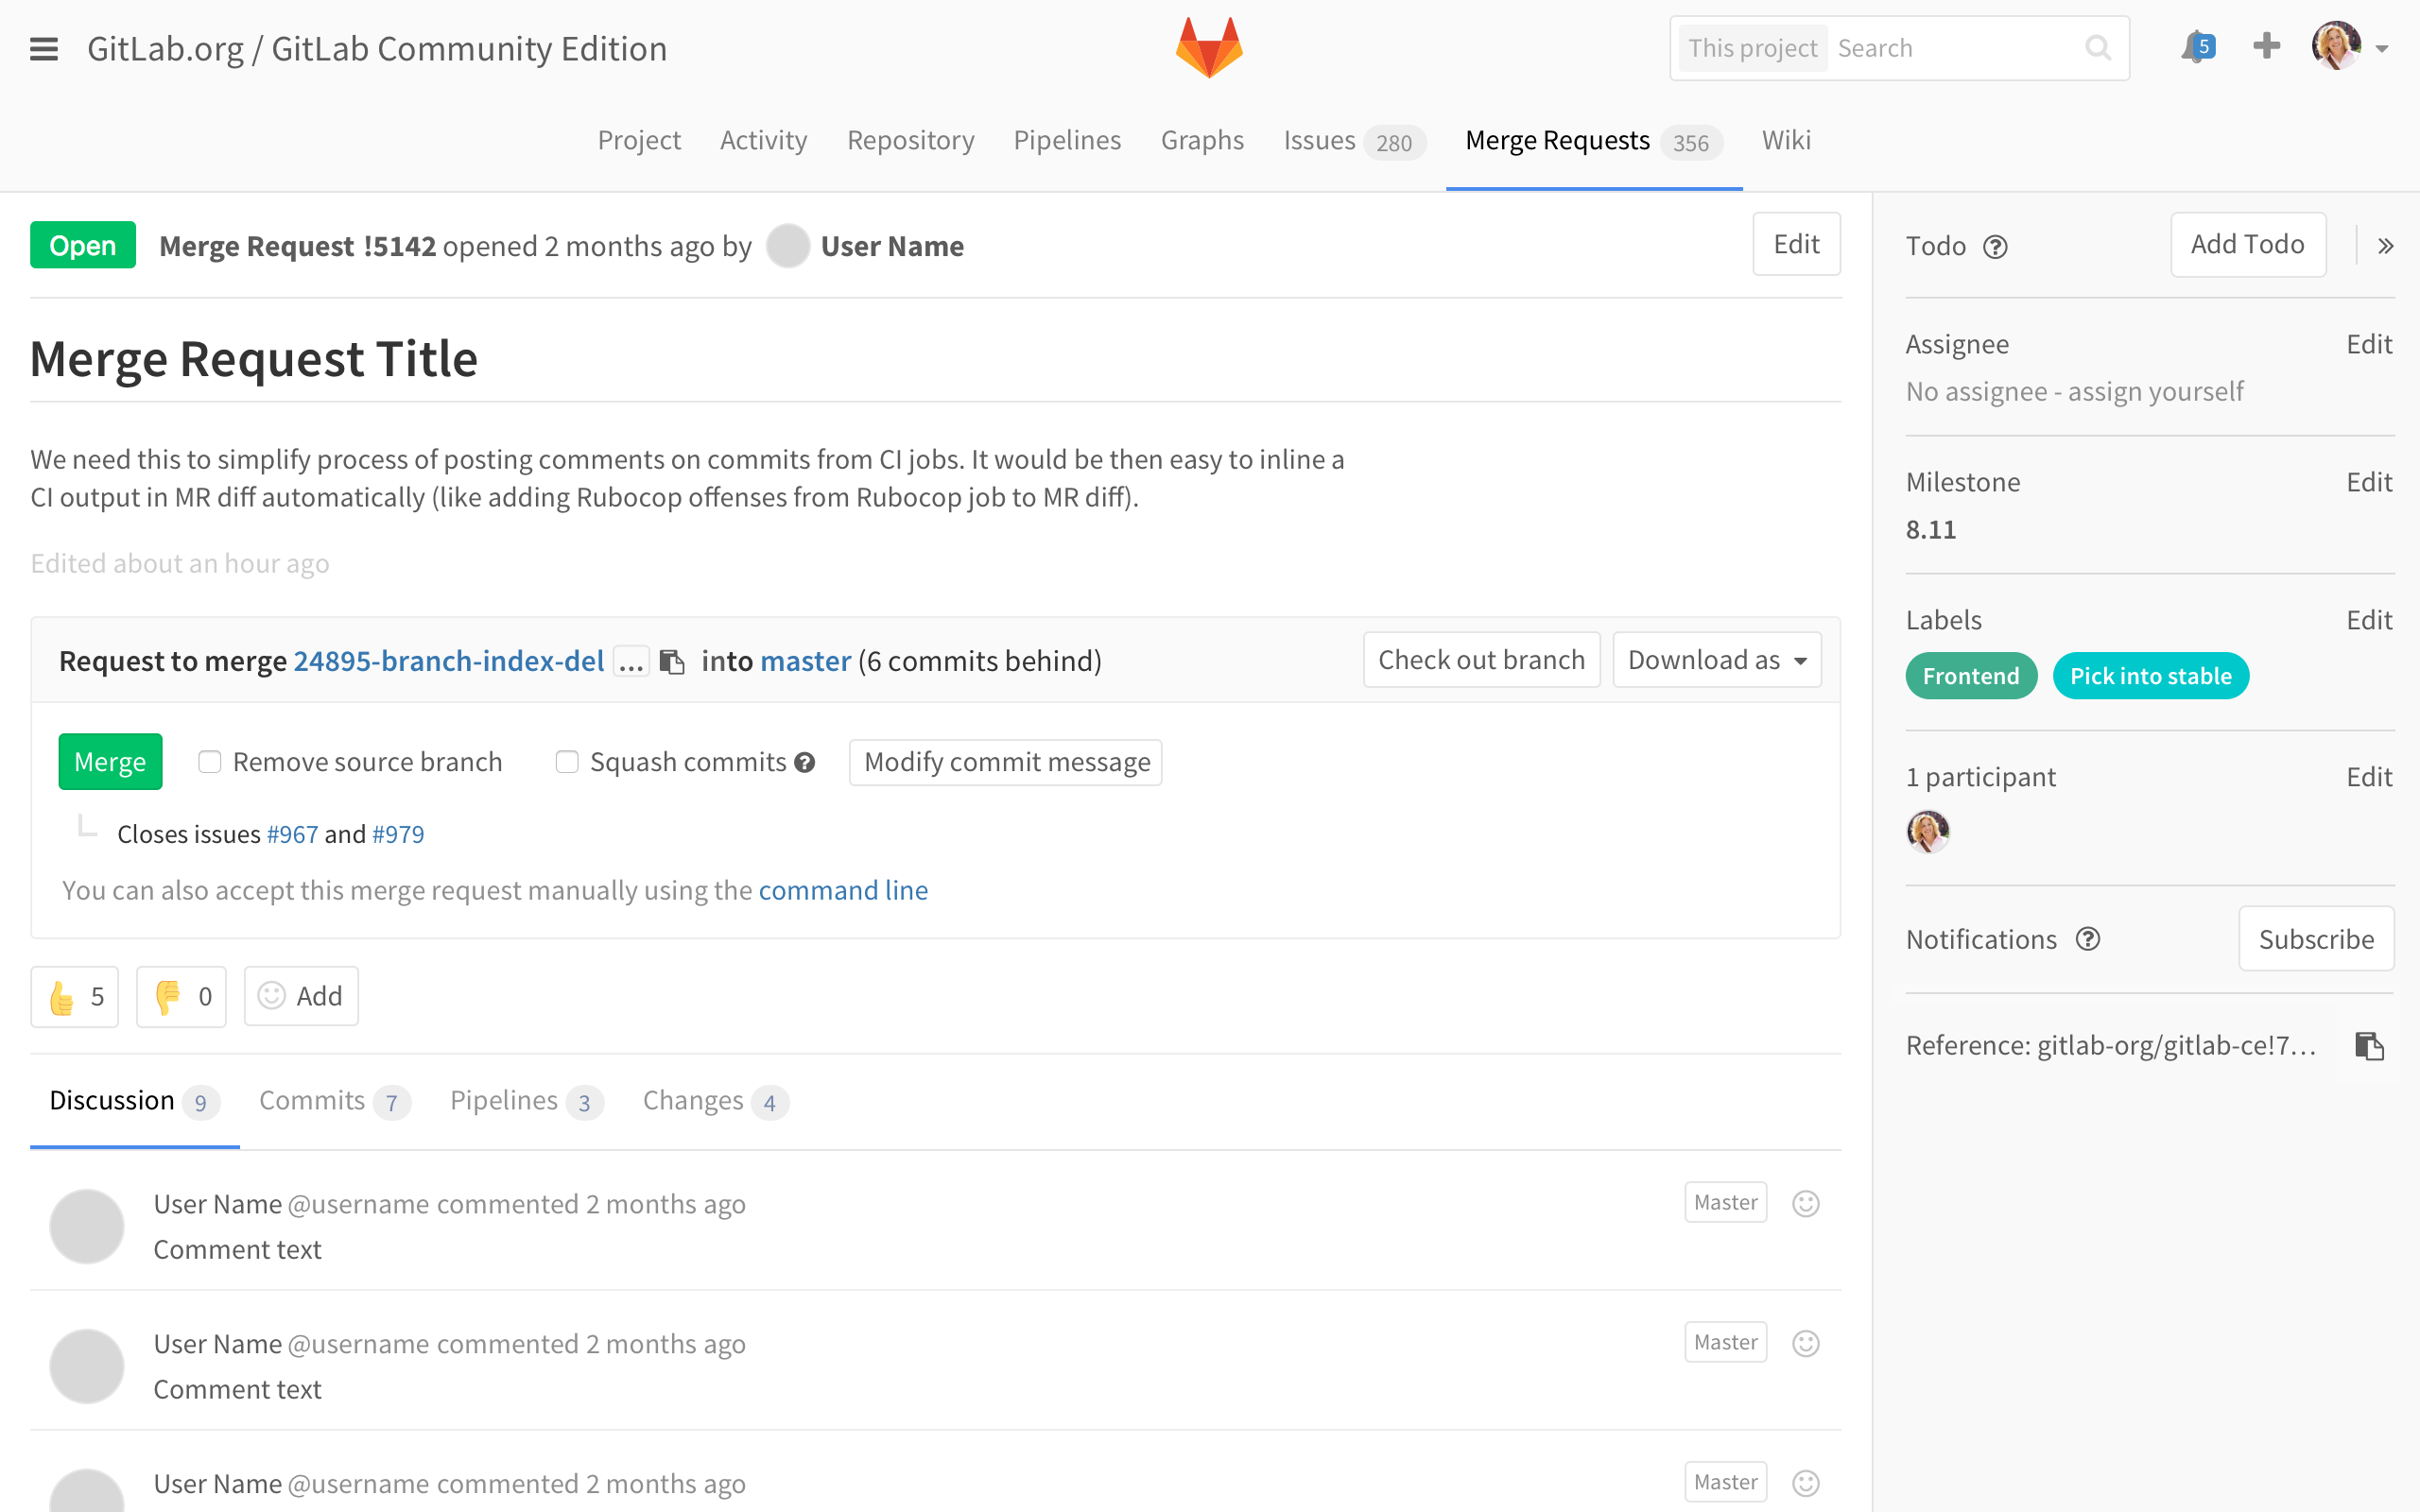 GitLab.org / GitLab Community Edition
This project Search
5
Project Activity Repository Pipelines Graphs Issues 280 Merge Requests 356 Wiki
Open Merge Request !5142 opened 2 months ago by User Name Edit
Merge Request Title
We need this to simplify process of posting comments on commits from CI jobs. It would be then easy to inline a
CI output in MR diff automatically (like adding Rubocop offenses from Rubocop job to MR diff).
Edited about an hour ago
Request to merge 24895-branch-index-del ... into master (6 commits behind) Check out branch Download as
Merge Remove source branch Squash commits ? Modify commit message
Closes issues #967 and #979
You can also accept this merge request manually using the command line
5 0 Add
Discussion 9 Commits 7 Pipelines 3 Changes 4
User Name @username commented 2 months ago Master
Comment text
User Name @username commented 2 months ago Master
Comment text
User Name @username commented 2 months ago Master
Todo ? Add Todo »
Assignee Edit
No assignee - assign yourself
Milestone Edit
8.11
Labels Edit
Frontend Pick into stable
1 participant Edit
Notifications ? Subscribe
Reference: gitlab-org/gitlab-ce!7...